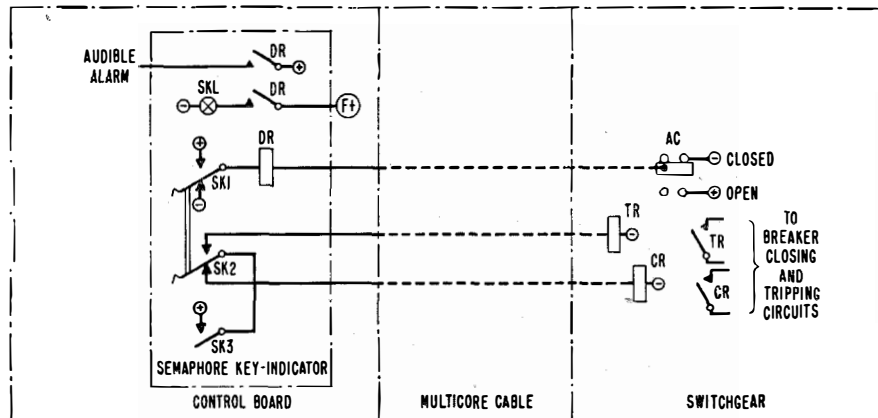 AUDIBLE ALARM
DR
⊕
⊖
SKL
DR
Ft
⊕
DR
SK1
⊖
AC
⊖ CLOSED
⊕ OPEN
TR
⊖
SK2
CR
⊖
TR
CR
TO
BREAKER
CLOSING
AND
TRIPPING
CIRCUITS
⊕
SK3
SEMAPHORE KEY-INDICATOR
CONTROL BOARD
MULTICORE CABLE
SWITCHGEAR